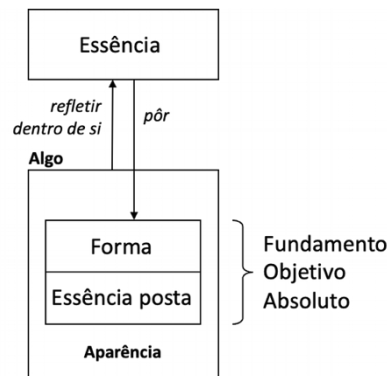 Essência
refletir
dentro de si
pôr
Algo
Forma
Essência posta
Aparência
Fundamento
Objetivo
Absoluto